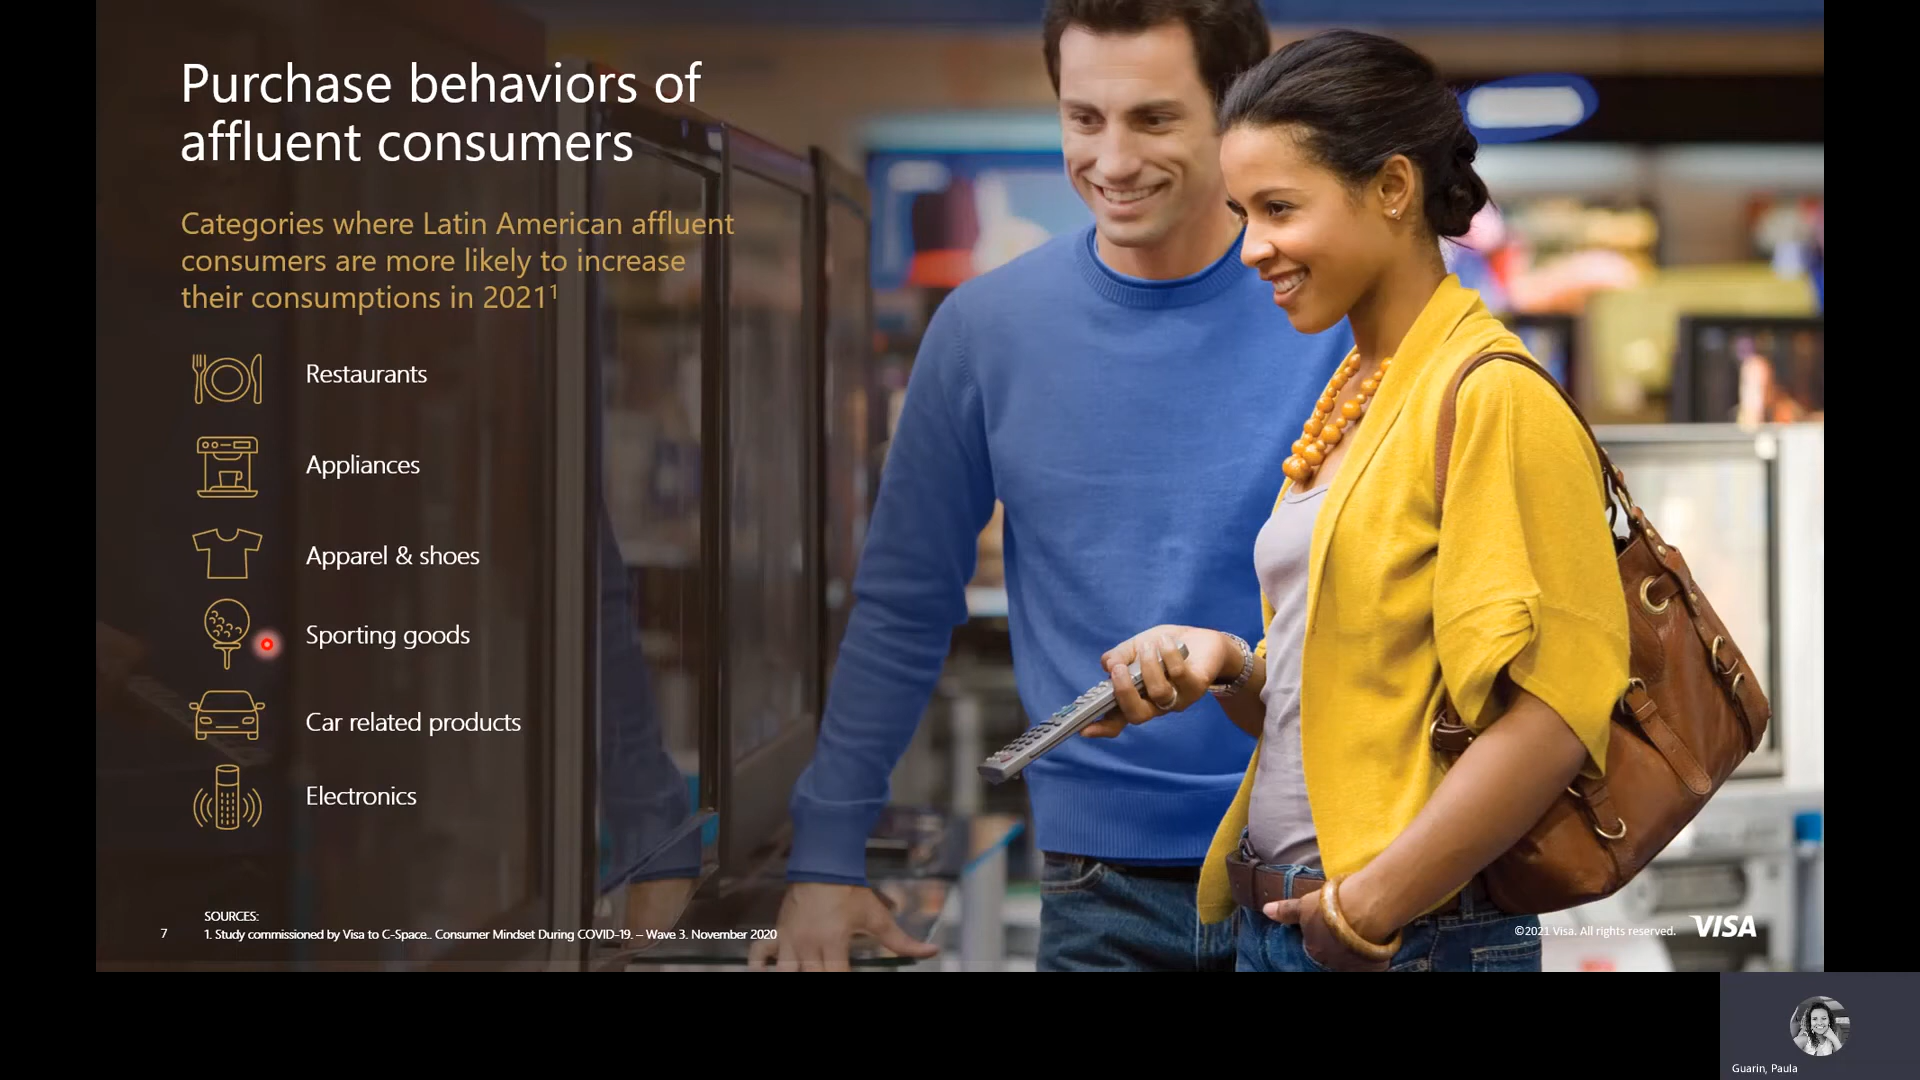 Purchase behaviors of
affluent consumers
Categories where Latin American affluent
consumers are more likely to increase
their consumptions in 2021¹
Restaurants
Appliances
Apparel & shoes
Sporting goods
Car related products
Electronics
SOURCES:
1. Study commissioned by Visa to C-Space.. Consumer Mindset During COVID-19. – Wave 3. November 2020
7
©2021 Visa. All rights reserved.
VISA
Guarin, Paula